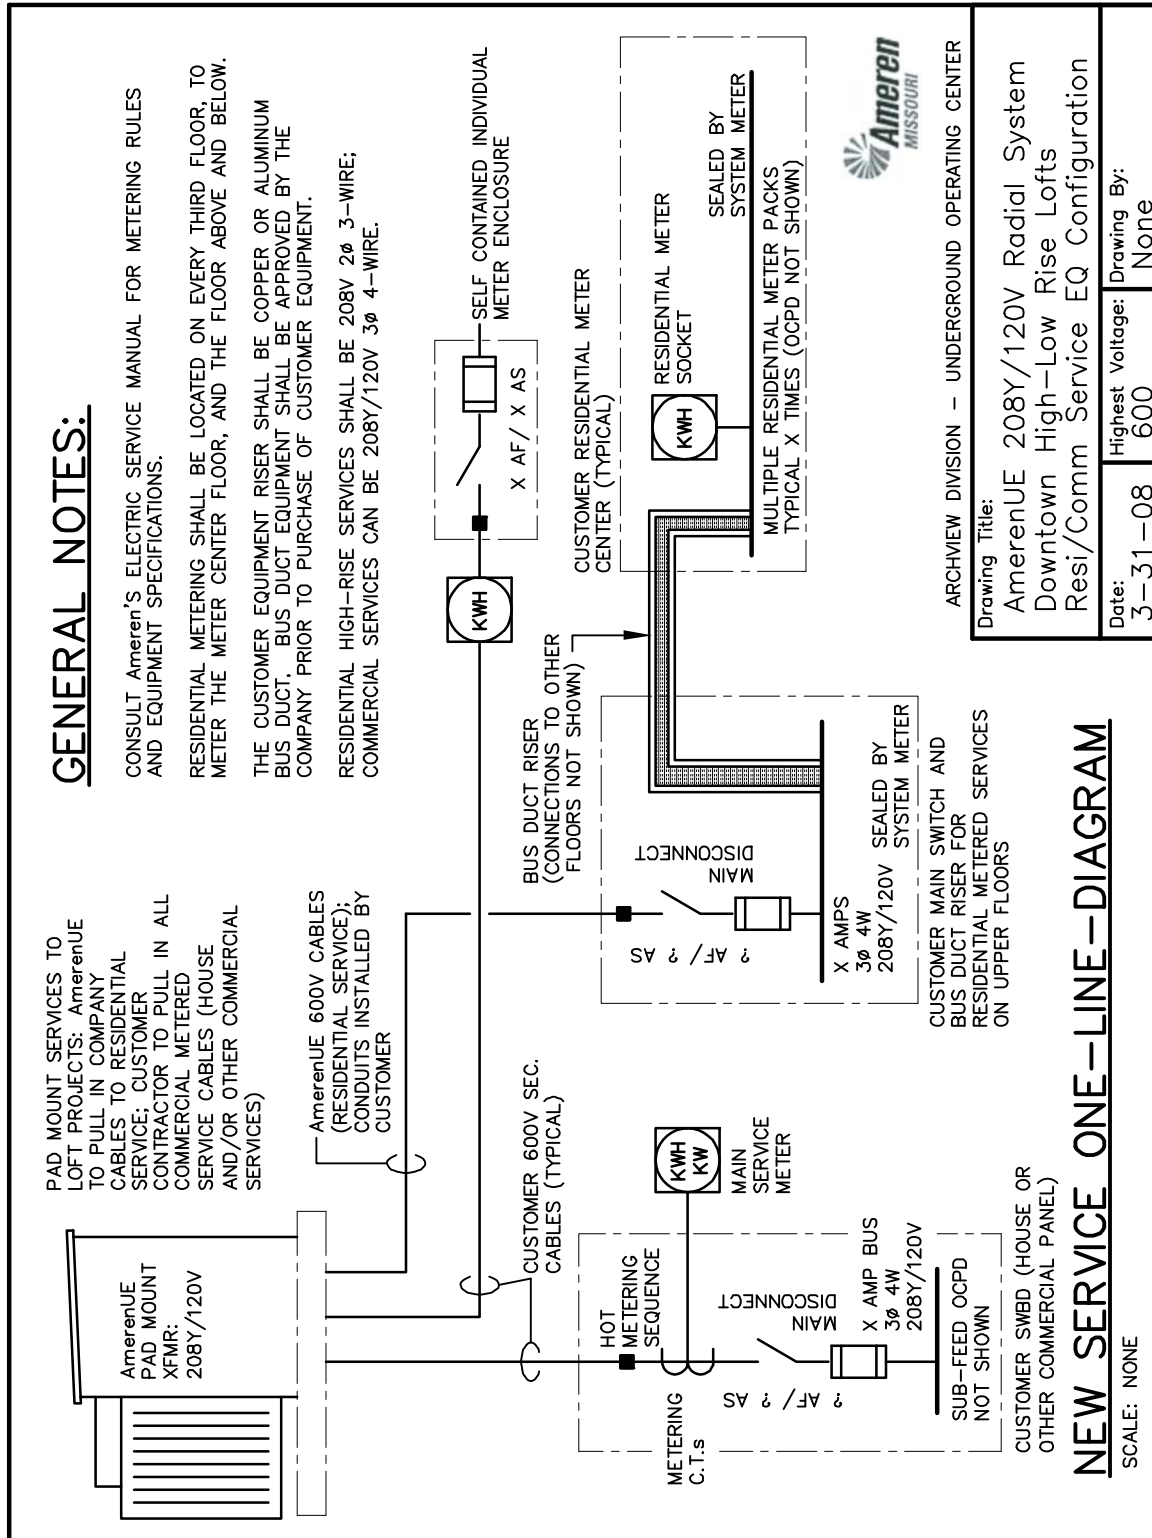 PAD MOUNT SERVICES TO
LOFT PROJECTS: AmerenUE
TO PULL IN COMPANY
CABLES TO RESIDENTIAL
SERVICE; CUSTOMER
CONTRACTOR TO PULL IN ALL
COMMERCIAL METERED
SERVICE CABLES (HOUSE
AND/OR OTHER COMMERCIAL
SERVICES)
GENERAL NOTES:
CONSULT Ameren'S ELECTRIC SERVICE MANUAL FOR METERING RULES
AND EQUIPMENT SPECIFICATIONS.
RESIDENTIAL METERING SHALL BE LOCATED ON EVERY THIRD FLOOR, TO
METER THE METER CENTER FLOOR, AND THE FLOOR ABOVE AND BELOW.
THE CUSTOMER EQUIPMENT RISER SHALL BE COPPER OR ALUMINUM
BUS DUCT. BUS DUCT EQUIPMENT SHALL BE APPROVED BY THE
COMPANY PRIOR TO PURCHASE OF CUSTOMER EQUIPMENT.
RESIDENTIAL HIGH-RISE SERVICES SHALL BE 208V 2ø 3-WIRE;
COMMERCIAL SERVICES CAN BE 208Y/120V 3ø 4-WIRE.
AmerenUE
PAD MOUNT
XFMR:
208Y/120V
AmerenUE 600V CABLES
(RESIDENTIAL SERVICE);
CONDUITS INSTALLED BY
CUSTOMER
KWH
X AF/ X AS
SELF CONTAINED INDIVIDUAL
METER ENCLOSURE
CUSTOMER 600V SEC.
CABLES (TYPICAL)
BUS DUCT RISER
(CONNECTIONS TO OTHER
FLOORS NOT SHOWN)
CUSTOMER RESIDENTIAL METER
CENTER (TYPICAL)
HOT
METERING
SEQUENCE
KWH
KW
MAIN
SERVICE
METER
METERING
C.T.s
? AF/ ? AS
MAIN
DISCONNECT
X AMP BUS
3ø 4W
208Y/120V
SUB-FEED OCPD
NOT SHOWN
CUSTOMER SWBD (HOUSE OR
OTHER COMMERCIAL PANEL)
? AF/ ? AS
MAIN
DISCONNECT
X AMPS
3ø 4W
208Y/120V
SEALED BY
SYSTEM METER
CUSTOMER MAIN SWITCH AND
BUS DUCT RISER FOR
RESIDENTIAL METERED SERVICES
ON UPPER FLOORS
KWH
RESIDENTIAL METER
SOCKET
SEALED BY
SYSTEM METER
MULTIPLE RESIDENTIAL METER PACKS
TYPICAL X TIMES (OCPD NOT SHOWN)
Ameren
MISSOURI
ARCHVIEW DIVISION - UNDERGROUND OPERATING CENTER
NEW SERVICE ONE-LINE-DIAGRAM
SCALE: NONE
Drawing Title:
AmerenUE 208Y/120V Radial System
Downtown High-Low Rise Lofts
Resi/Comm Service EQ Configuration
Date:
3-31-08
Highest Voltage:
600
Drawing By:
None